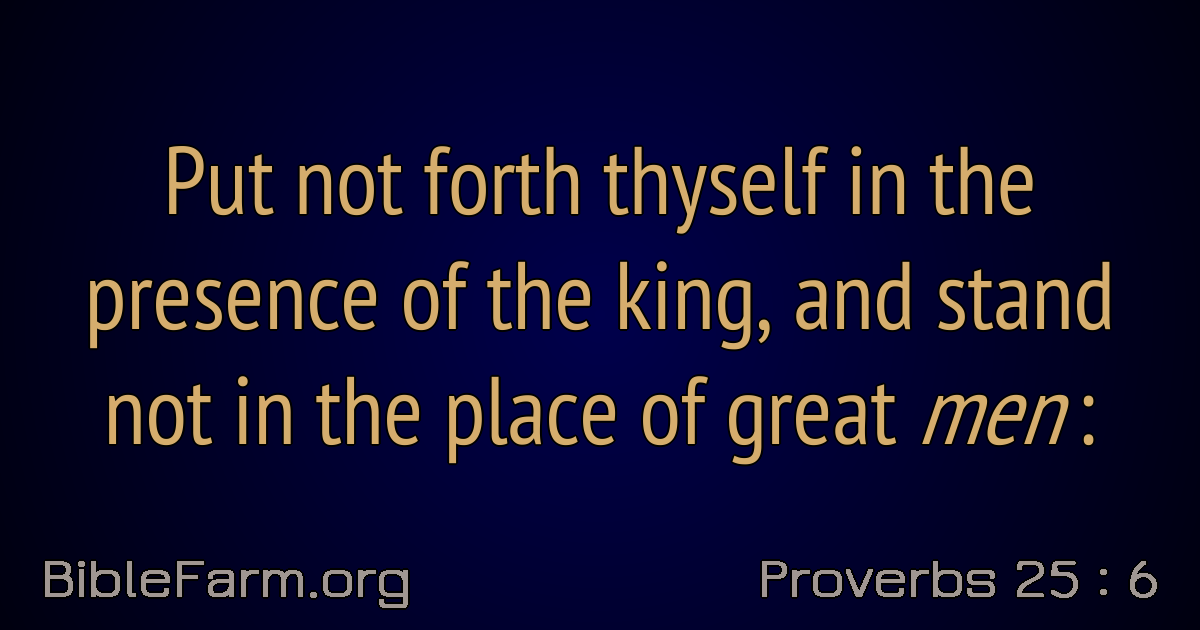 Put not forth thyself in the
presence of the king, and stand
not in the place of great men:
BibleFarm.org
Proverbs 25 : 6